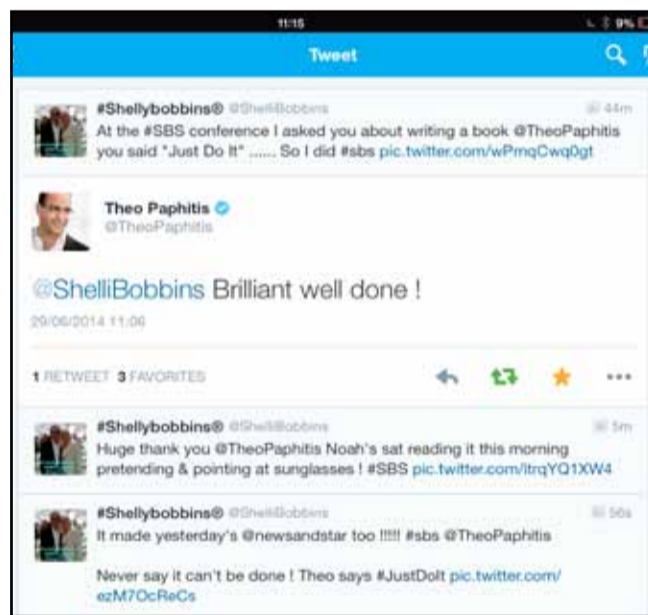 11:15
9%
Tweet
#Shellybobbins® @ShelliBobbins
44m
At the #SBS conference I asked you about writing a book @TheoPaphitis
you said "Just Do It" ...... So I did #sbs pic.twitter.com/wPmqCwq0gt
Theo Paphitis
@TheoPaphitis
@ShelliBobbins Brilliant well done !
29/06/2014 11:06
1 RETWEET 3 FAVORITES
#Shellybobbins® @ShelliBobbins
5m
Huge thank you @TheoPaphitis Noah's sat reading it this morning
pretending & pointing at sunglasses ! #SBS pic.twitter.com/ltrqYQ1XW4
#Shellybobbins® @ShelliBobbins
56s
It made yesterday's @newsandstar too !!!!! #sbs @TheoPaphitis
Never say it can't be done ! Theo says #JustDoIt pic.twitter.com/
ezM7OcReCs